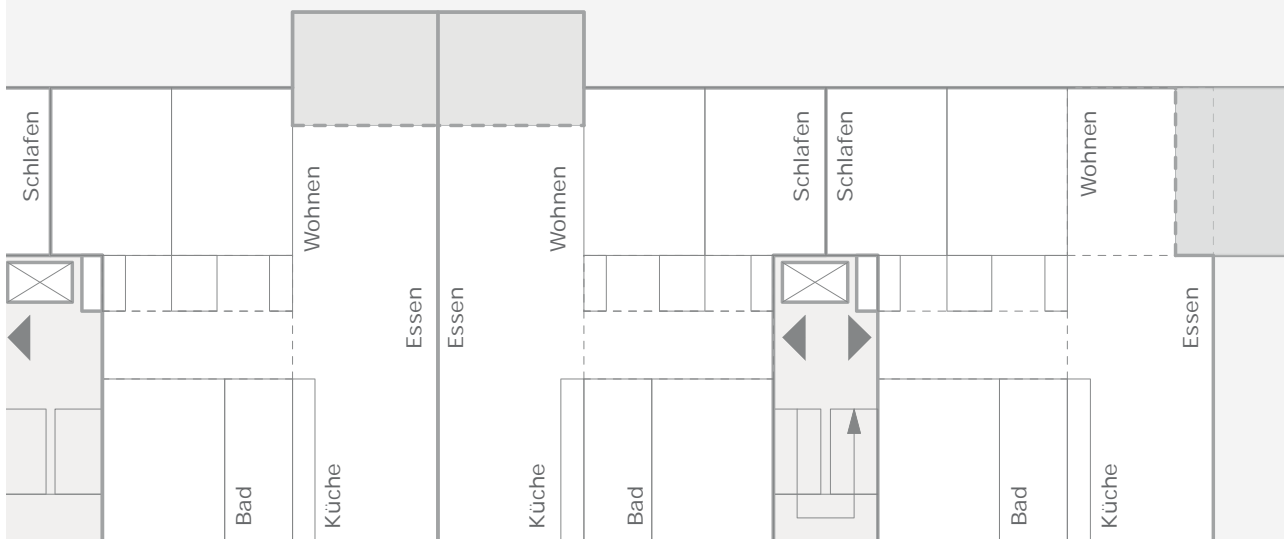 Schlafen
Wohnen
Wohnen
Schlafen
Schlafen
Wohnen
Essen
Essen
Essen
Bad
Küche
Küche
Bad
Bad
Küche